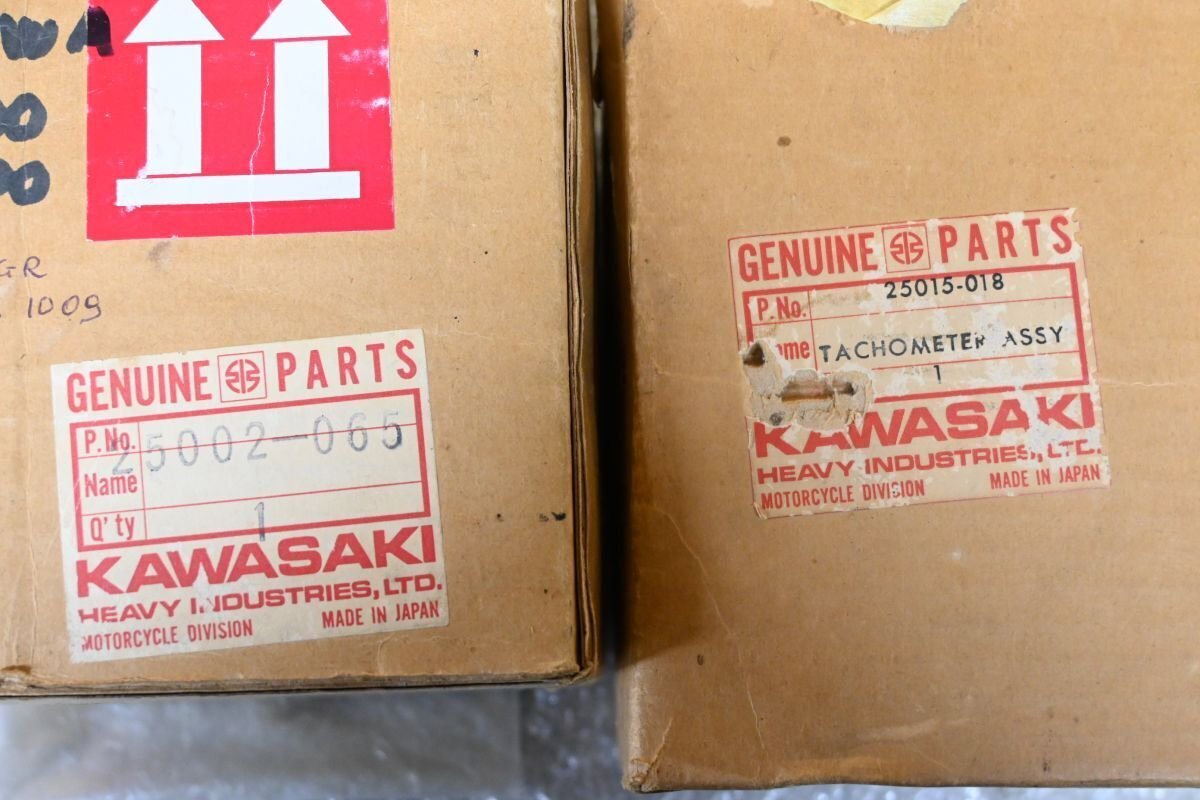 GR
1009
GENUINE PARTS
P.No. 25002-065
Name
Q'ty 1
KAWASAKI
HEAVY INDUSTRIES, LTD.
MOTORCYCLE DIVISION MADE IN JAPAN
GENUINE PARTS
P.No. 25015-018
TACHOMETER ASSY
1
KAWASAKI
HEAVY INDUSTRIES, LTD.
MOTORCYCLE DIVISION MADE IN JAPAN